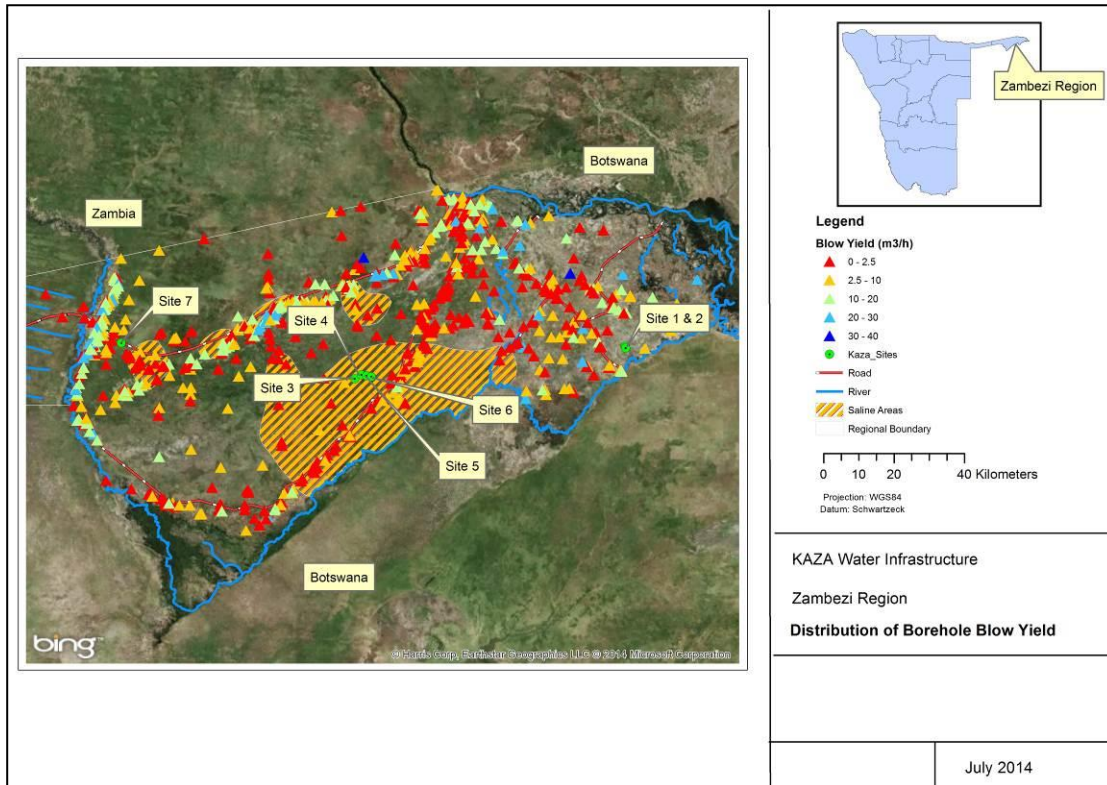 Zambia
Botswana
Site 7
Site 4
Site 1 & 2
Site 3
Site 6
Site 5
Botswana
bing
© Harris Corp, Earthstar Geographics LLC © 2014 Microsoft Corporation
Zambezi Region
Legend
Blow Yield (m3/h)
0 - 2.5
2.5 - 10
10 - 20
20 - 30
30 - 40
Kaza_Sites
Road
River
Saline Areas
Regional Boundary
0 10 20 40 Kilometers
Projection: WGS84
Datum: Schwartzeck
KAZA Water Infrastructure
Zambezi Region
Distribution of Borehole Blow Yield
July 2014